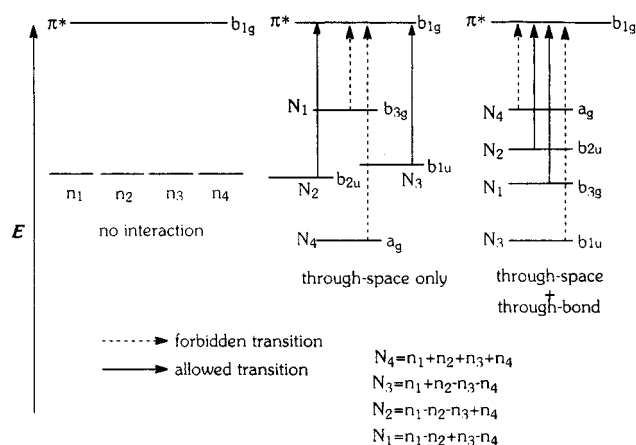 π* b1g π* b1g π* b1g
N1 b3g N4 ag
N2 b2u
b1u
n1 n2 n3 n4 N2 b2u N3 N1 b3g
E no interaction
N4 ag N3 b1u
through-space only through-space
+
through-bond
forbidden transition
allowed transition
N4=n1+n2+n3+n4
N3=n1+n2-n3-n4
N2=n1-n2-n3+n4
N1=n1-n2+n3-n4